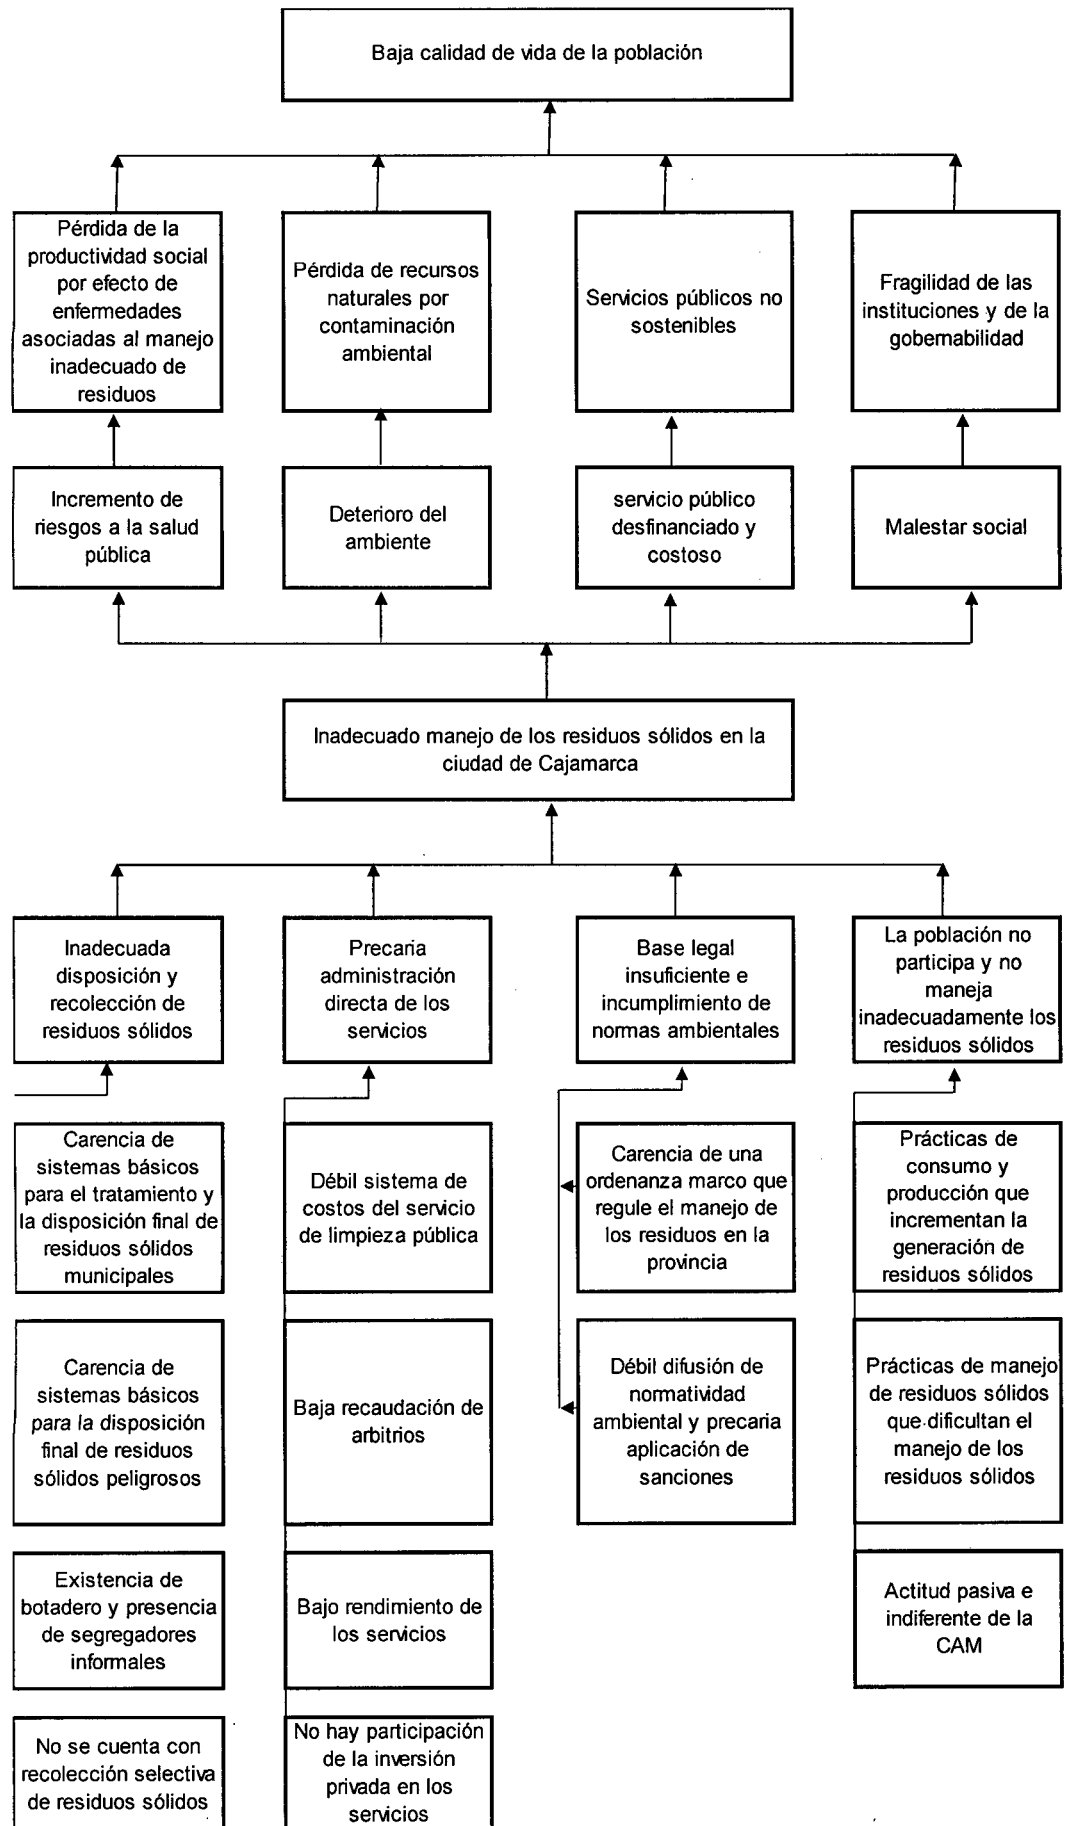 Baja calidad de vida de la población
Pérdida de la
productividad social
por efecto de
enfermedades
asociadas al manejo
inadecuado de
residuos
Pérdida de recursos
naturales por
contaminación
ambiental
Servicios públicos no
sostenibles
Fragilidad de las
instituciones y de la
gobernabilidad
Incremento de
riesgos a la salud
pública
Deterioro del
ambiente
servicio público
desfinanciado y
costoso
Malestar social
Inadecuado manejo de los residuos sólidos en la
ciudad de Cajamarca
Inadecuada
disposición y
recolección de
residuos sólidos
Precaria
administración
directa de los
servicios
Base legal
insuficiente e
incumplimiento de
normas ambientales
La población no
participa y no
maneja
inadecuadamente los
residuos sólidos
Carencia de
sistemas básicos
para el tratamiento y
la disposición final de
residuos sólidos
municipales
Débil sistema de
costos del servicio
de limpieza pública
Carencia de una
ordenanza marco que
regule el manejo de
los residuos en la
provincia
Prácticas de
consumo y
producción que
incrementan la
generación de
residuos sólidos
Carencia de
sistemas básicos
para la disposición
final de residuos
sólidos peligrosos
Baja recaudación de
arbitrios
Débil difusión de
normatividad
ambiental y precaria
aplicación de
sanciones
Prácticas de manejo
de residuos sólidos
que dificultan el
manejo de los
residuos sólidos
Existencia de
botadero y presencia
de segregadores
informales
Bajo rendimiento de
los servicios
Actitud pasiva e
indiferente de la
CAM
No se cuenta con
recolección selectiva
de residuos sólidos
No hay participación
de la inversión
privada en los
servicios